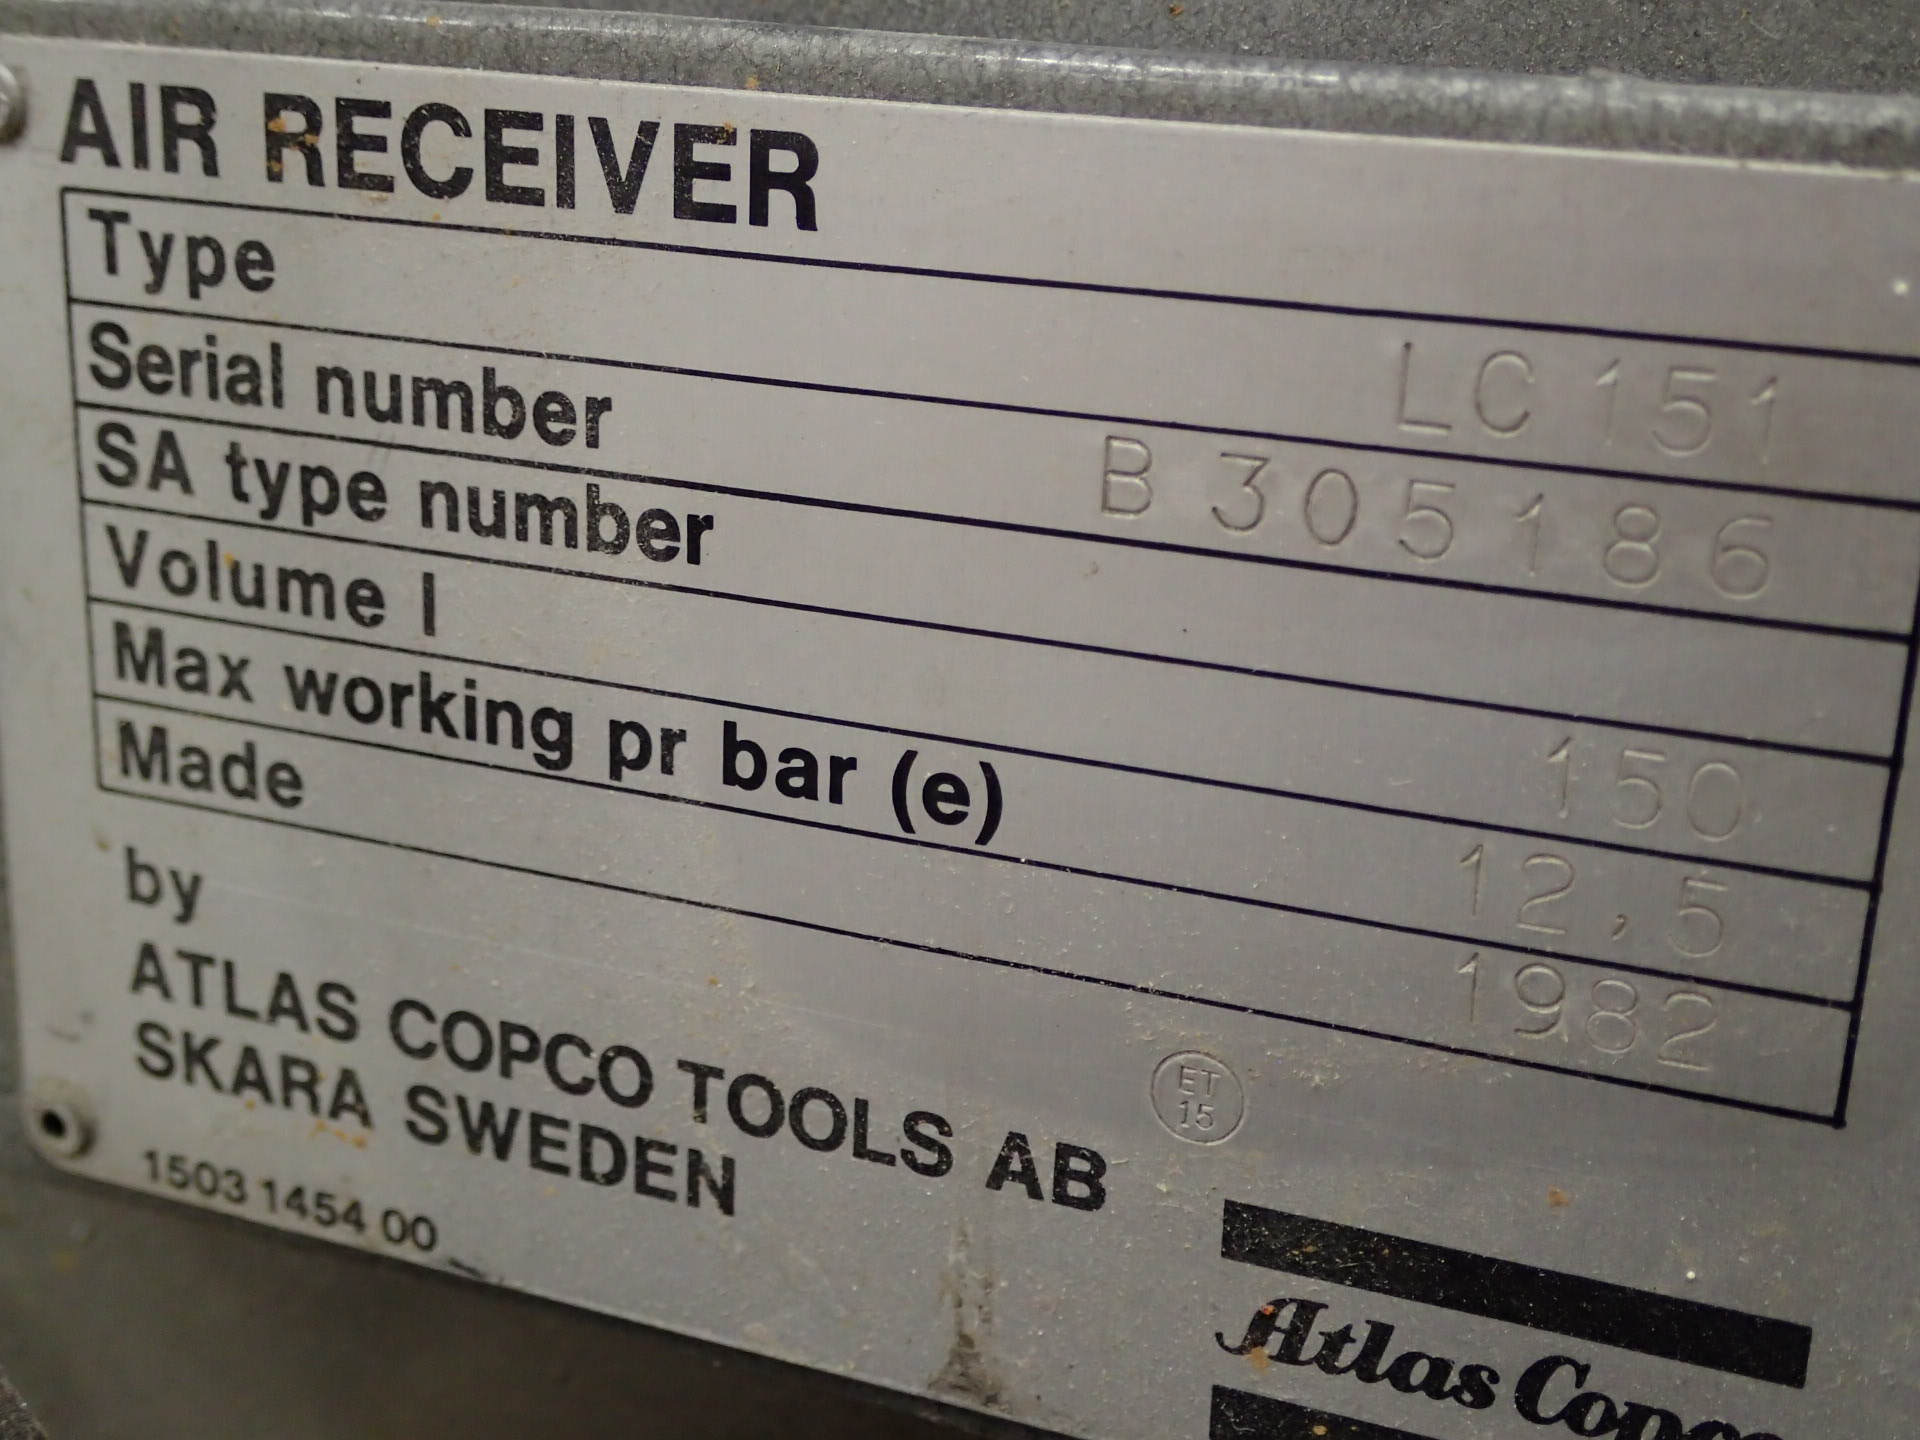 AIR RECEIVER
Type LC 151
Serial number B 305186
SA type number
Volume l 150
Max working pr bar (e) 12,5
Made 1982
by
ATLAS COPCO TOOLS AB
SKARA SWEDEN
ET
15
1503 1454 00
Atlas Copco